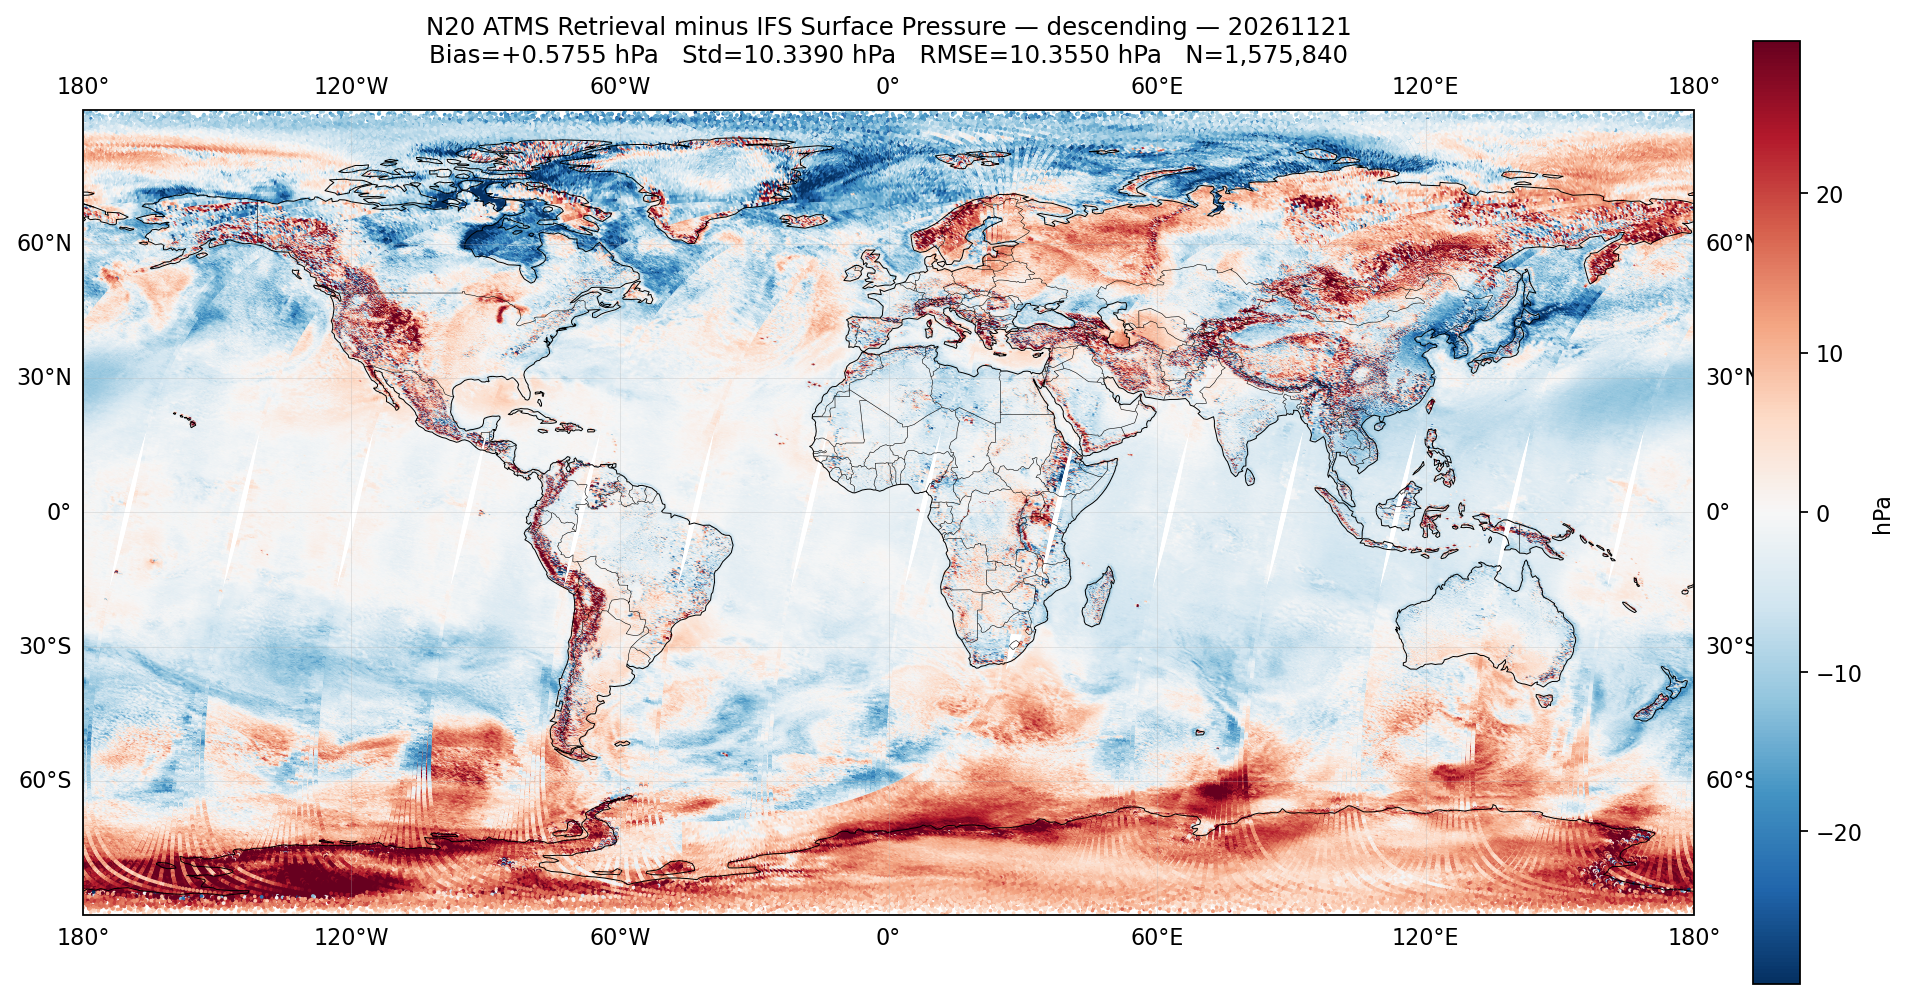 N20 ATMS Retrieval minus IFS Surface Pressure — descending — 20261121
Bias=+0.5755 hPa   Std=10.3390 hPa   RMSE=10.3550 hPa   N=1,575,840
180°   120°W   60°W   0°   60°E   120°E   180°
60°N   60°N
30°N   30°N
0°   0°
30°S   30°S
60°S   60°S
180°   120°W   60°W   0°   60°E   120°E   180°
20
10
0
−10
−20
hPa